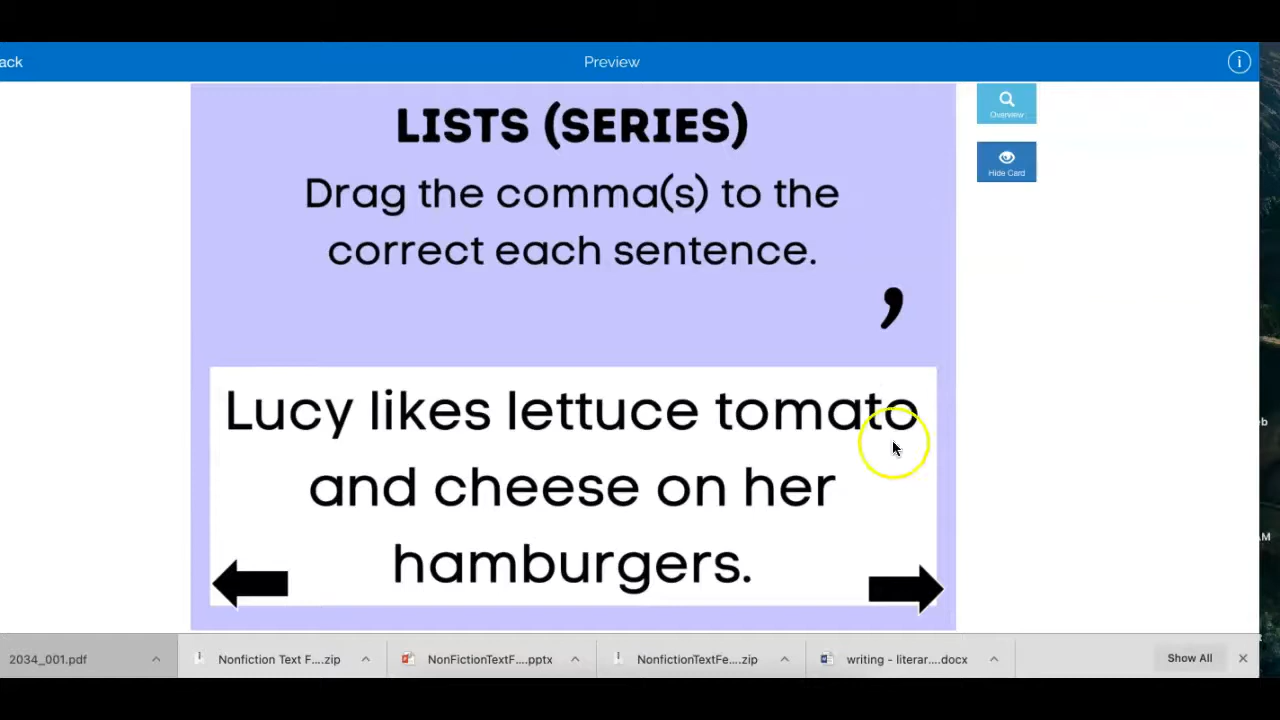 ack
Preview
i
LISTS (SERIES)
Overview
Drag the comma(s) to the
Hide Card
correct each sentence.
,
Lucy likes lettuce tomato
and cheese on her
hamburgers.
eb
AM
2034_001.pdf
Nonfiction Text F....zip
NonFictionTextF....pptx
NonFictionTextFe....zip
writing - literar....docx
Show All